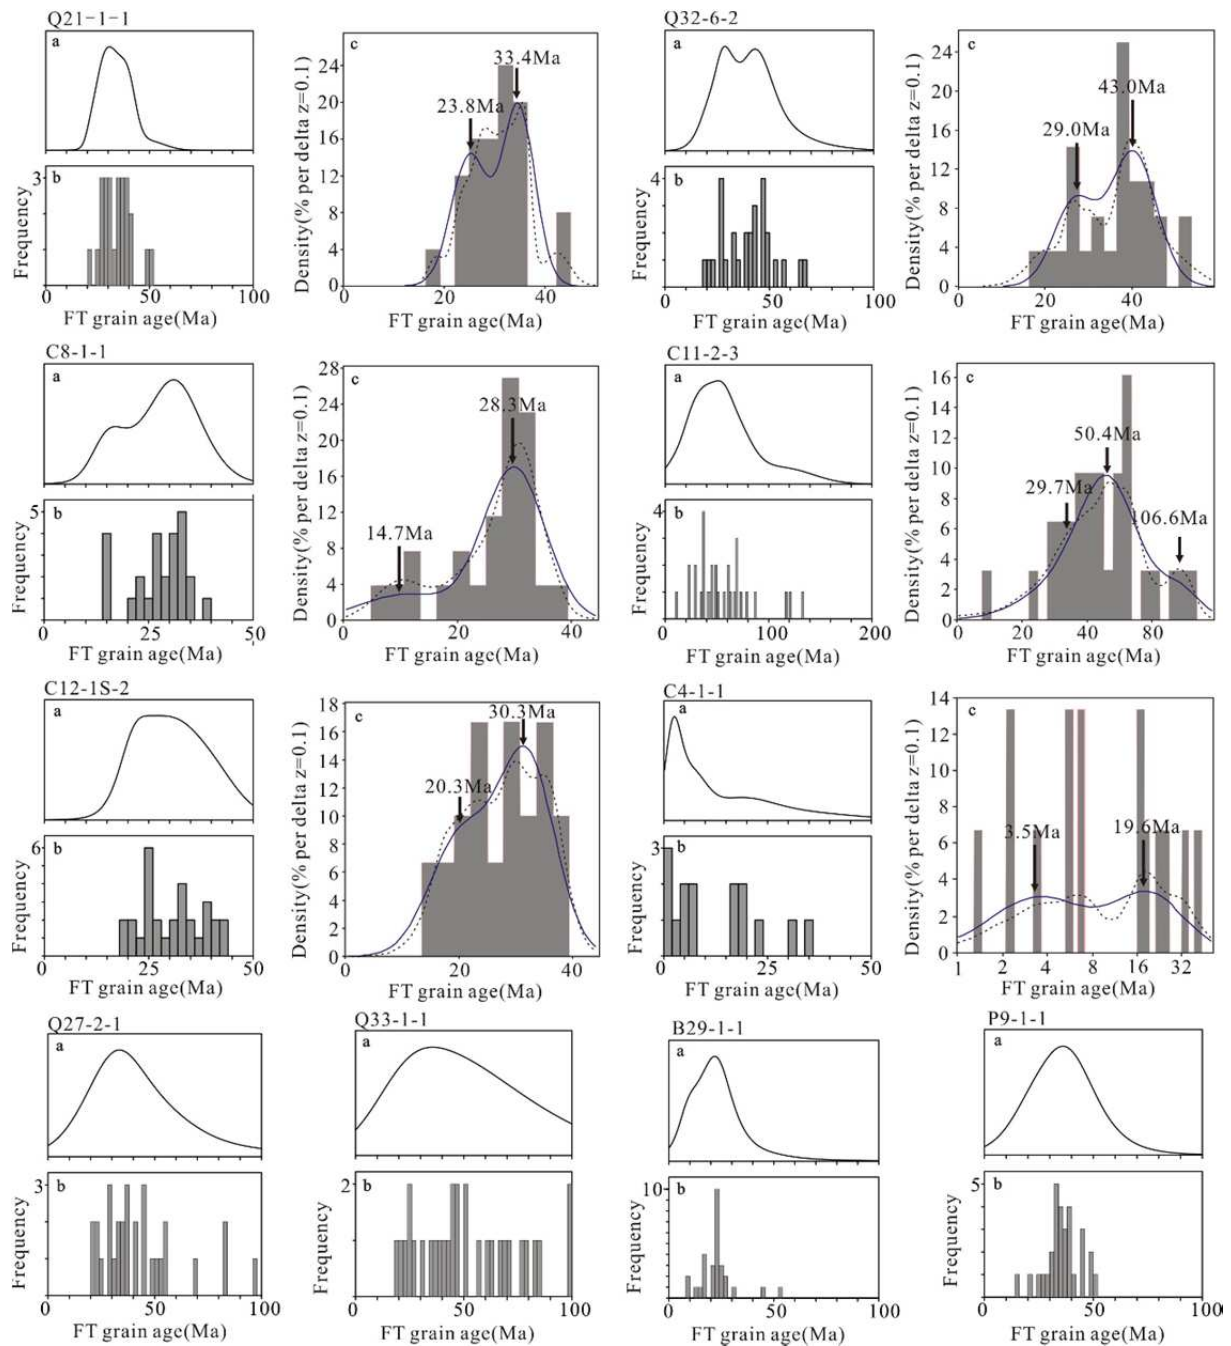 Q21-1-1
a
3
b
Frequency
0
50
100
FT grain age(Ma)
c
24
20
16
12
8
4
0
Density(% per delta z=0.1)
23.8Ma
33.4Ma
0
20
40
FT grain age(Ma)
Q32-6-2
a
4
b
Frequency
0
50
100
FT grain age(Ma)
c
24
20
16
12
8
4
0
Density(% per delta z=0.1)
29.0Ma
43.0Ma
0
20
40
FT grain age(Ma)
C8-1-1
a
5
b
Frequency
0
25
50
FT grain age(Ma)
c
28
24
20
16
12
8
4
0
Density(% per delta z=0.1)
14.7Ma
28.3Ma
0
20
40
FT grain age(Ma)
C11-2-3
a
4
b
Frequency
0
100
200
FT grain age(Ma)
c
16
14
12
10
8
6
4
2
0
Density(% per delta z=0.1)
29.7Ma
50.4Ma
106.6Ma
0
20
40
80
FT grain age(Ma)
C12-1S-2
a
6
b
Frequency
0
25
50
FT grain age(Ma)
c
18
16
14
12
10
8
6
4
2
0
Density(% per delta z=0.1)
20.3Ma
30.3Ma
0
20
40
FT grain age(Ma)
C4-1-1
a
3
b
Frequency
0
25
50
FT grain age(Ma)
c
14
12
10
8
6
4
2
0
Density(% per delta z=0.1)
3.5Ma
19.6Ma
1
2
4
8
16
32
FT grain age(Ma)
Q27-2-1
a
3
b
Frequency
0
50
100
FT grain age(Ma)
Q33-1-1
a
2
b
Frequency
0
50
100
FT grain age(Ma)
B29-1-1
a
10
b
Frequency
0
50
100
FT grain age(Ma)
P9-1-1
a
5
b
Frequency
0
50
100
FT grain age(Ma)